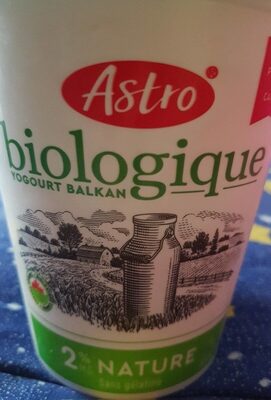 Astro
biologique
YOGOURT BALKAN
2% M.G. NATURE
Sans gélatine